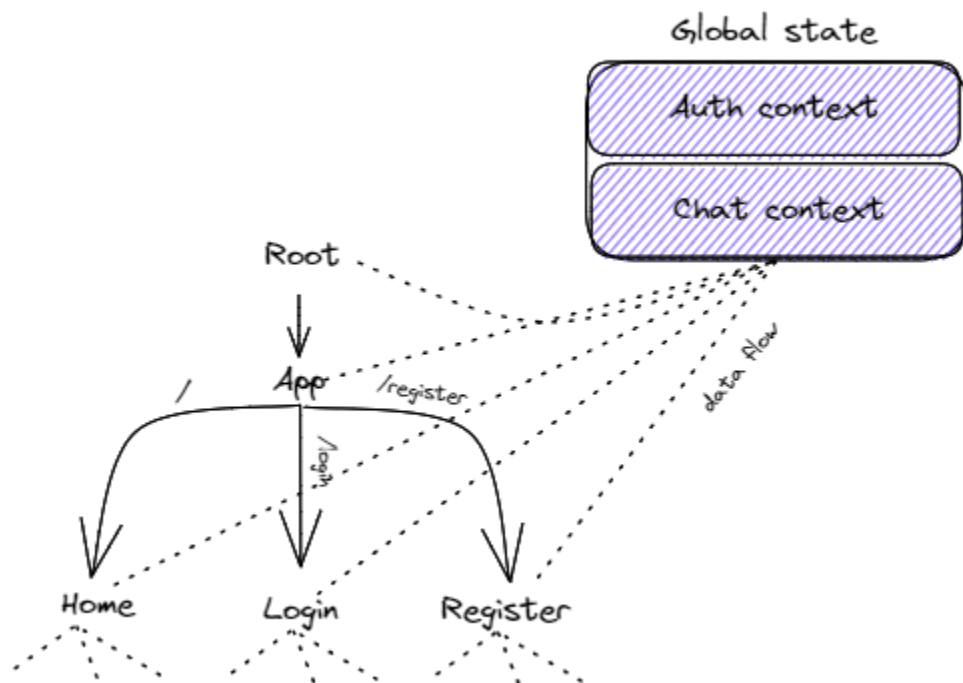 Global state
Auth context
Chat context
Root
App
/
/register
/login
data flow
Home
Login
Register